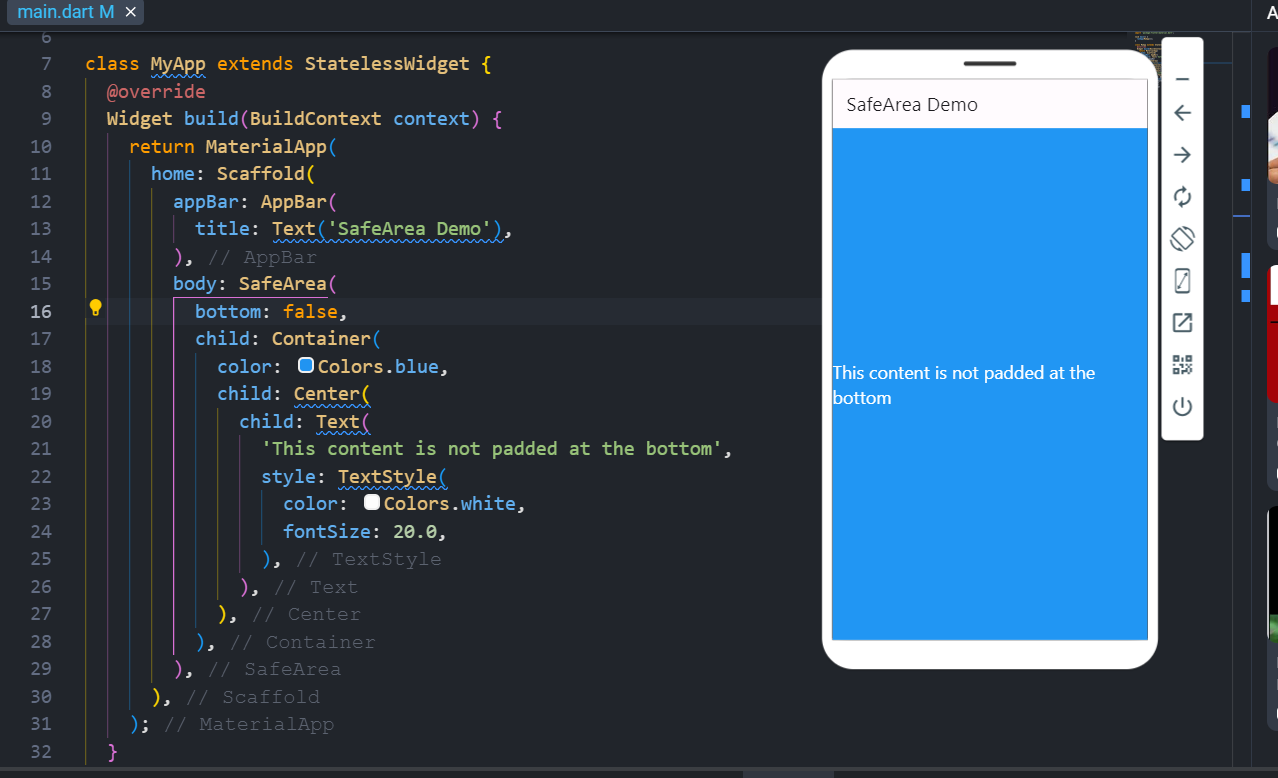 main.dart M ×
6
7 class MyApp extends StatelessWidget {
8 @override
9 Widget build(BuildContext context) {
10 return MaterialApp(
11 home: Scaffold(
12 appBar: AppBar(
13 title: Text('SafeArea Demo'),
14 ), // AppBar
15 body: SafeArea(
16 bottom: false,
17 child: Container(
18 color: Colors.blue,
19 child: Center(
20 child: Text(
21 'This content is not padded at the bottom',
22 style: TextStyle(
23 color: Colors.white,
24 fontSize: 20.0,
25 ), // TextStyle
26 ), // Text
27 ), // Center
28 ), // Container
29 ), // SafeArea
30 ), // Scaffold
31 ); // MaterialApp
32 }
SafeArea Demo
This content is not padded at the
bottom
A